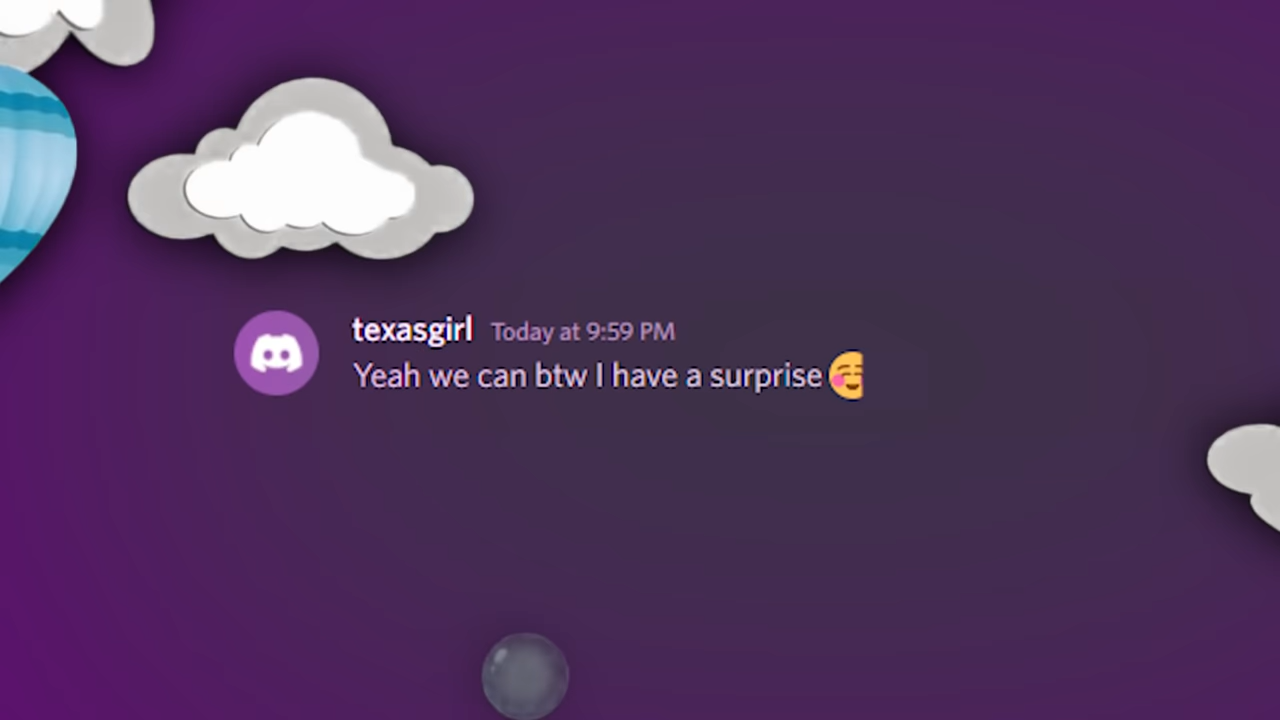 texasgirl Today at 9:59 PM
Yeah we can btw I have a surprise 🥰